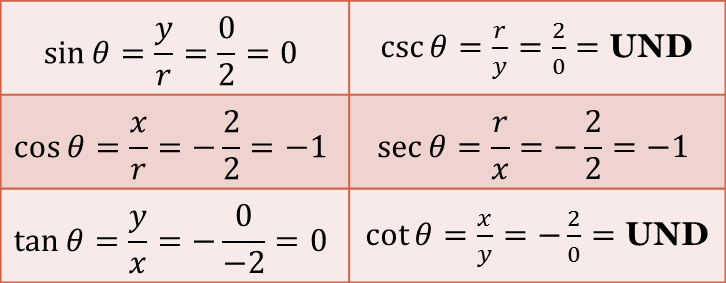 sin θ = y/r = 0/2 = 0
csc θ = r/y = 2/0 = UND
cos θ = x/r = −2/2 = −1
sec θ = r/x = −2/2 = −1
tan θ = y/x = −0/−2 = 0
cot θ = x/y = −2/0 = UND